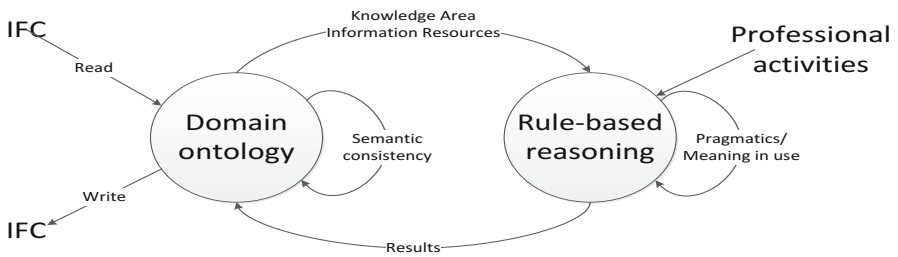 IFC
Read
Knowledge Area
Information Resources
Professional
activities
Domain
ontology
Semantic
consistency
Rule-based
reasoning
Pragmatics/
Meaning in use
Write
IFC
Results